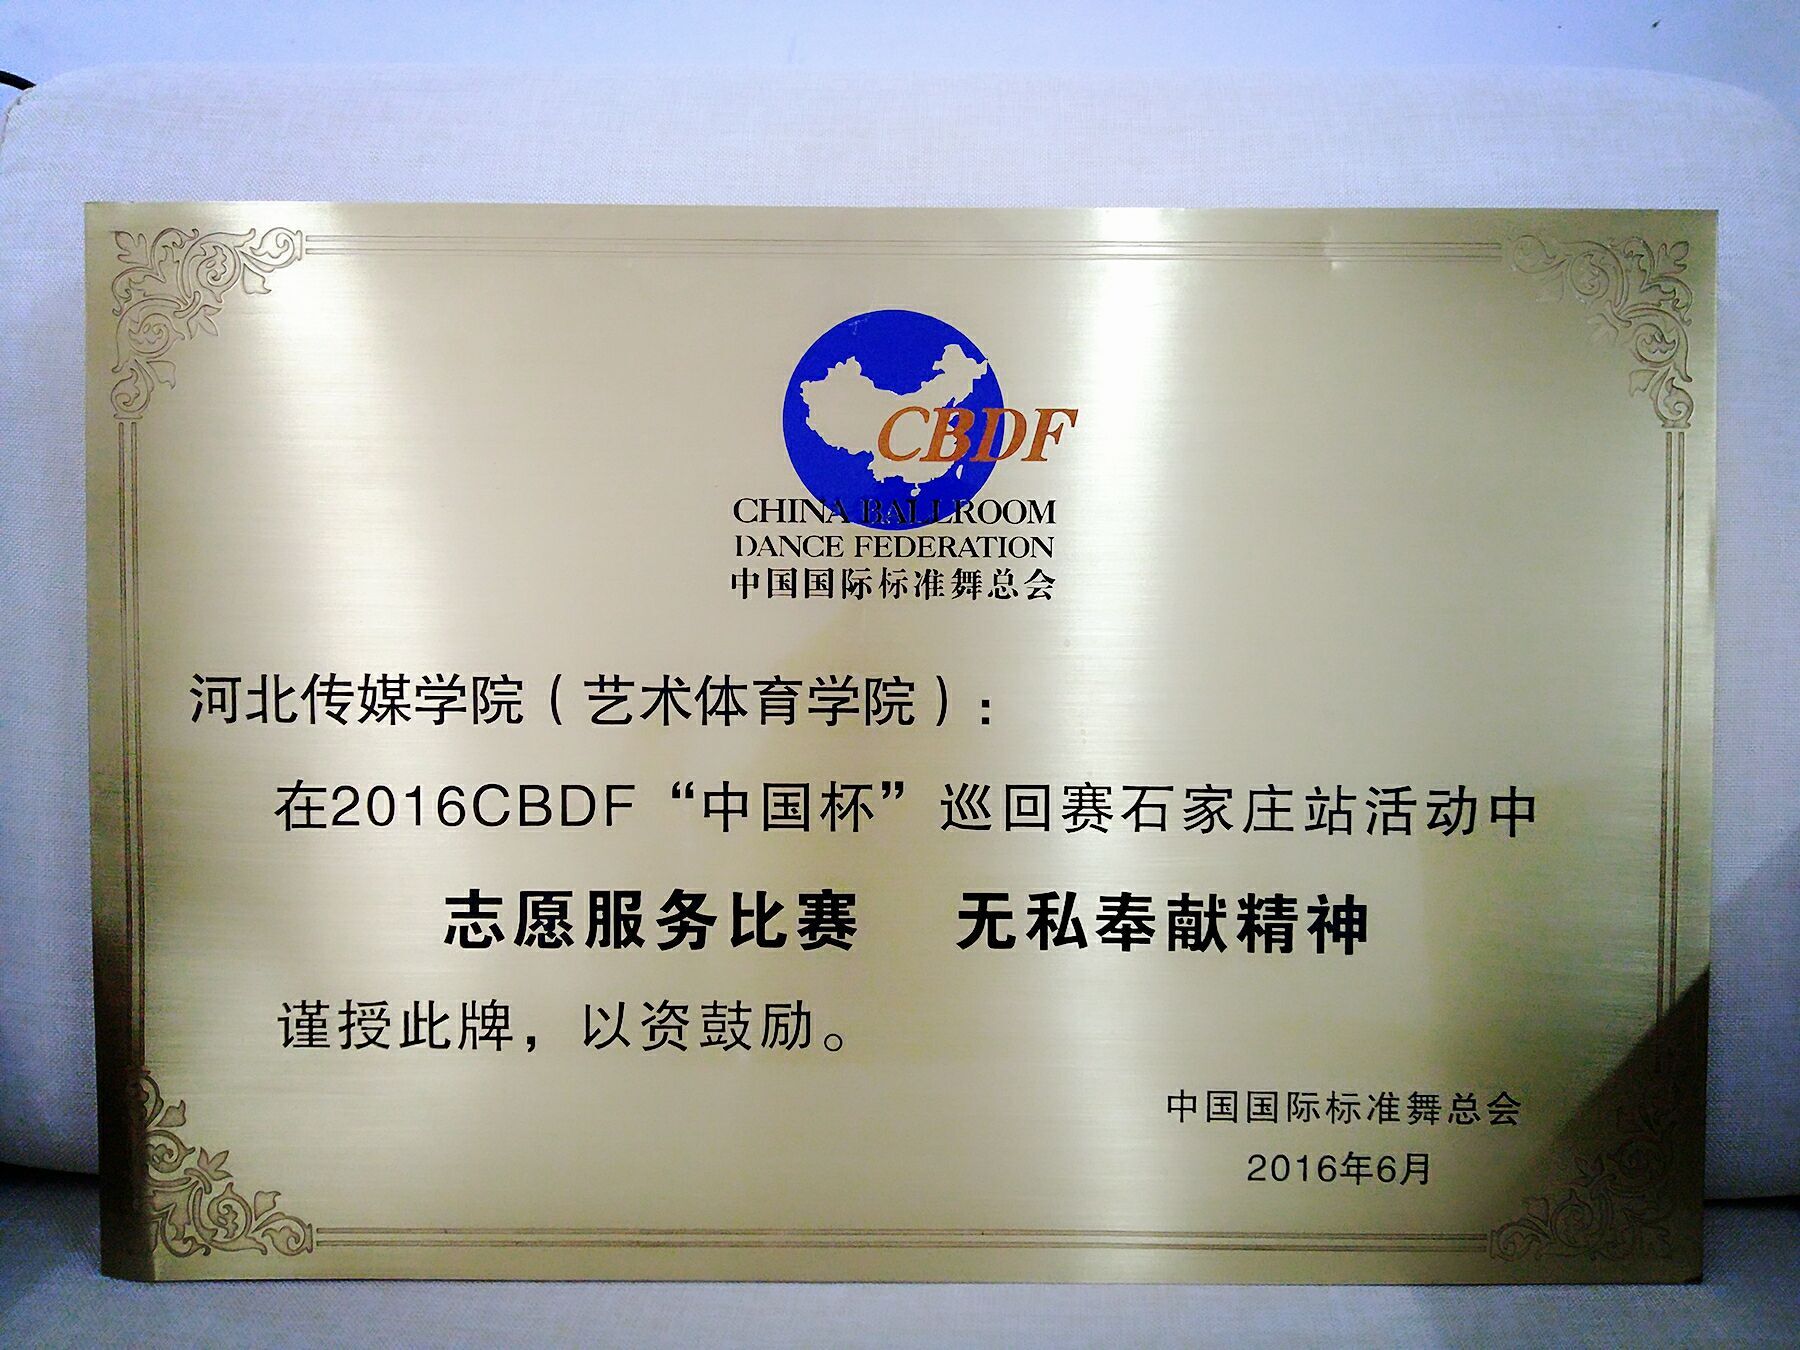 CBDF
CHINA BALLROOM
DANCE FEDERATION
中国国际标准舞总会
河北传媒学院（艺术体育学院）:
在2016CBDF“中国杯”巡回赛石家庄站活动中
志愿服务比赛 无私奉献精神
谨授此牌，以资鼓励。
中国国际标准舞总会
2016年6月